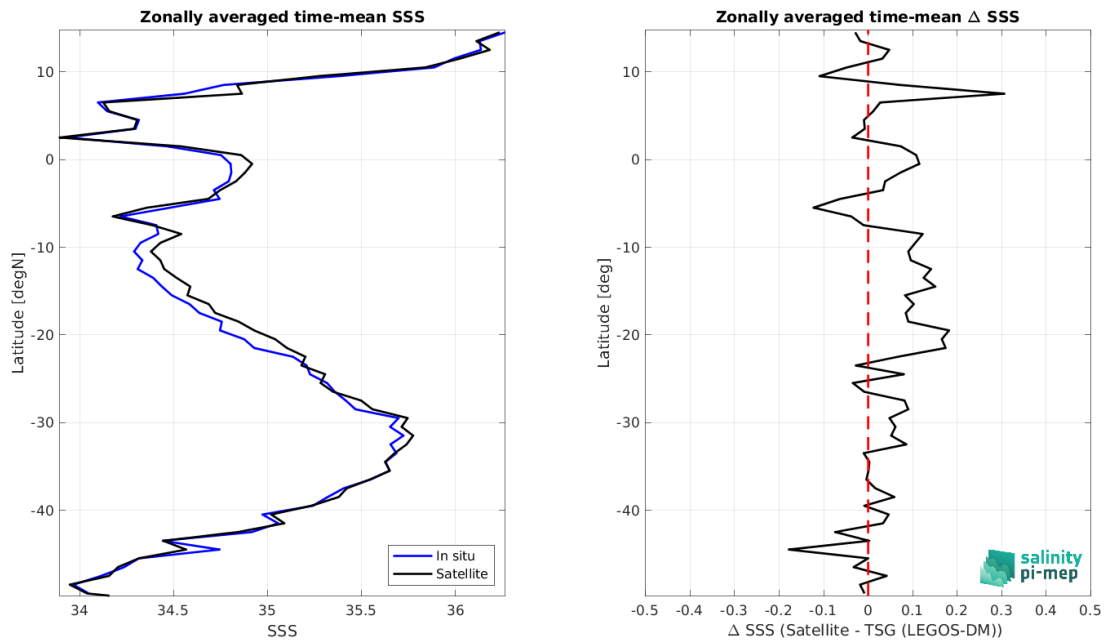 Zonally averaged time-mean SSS
10
0
-10
-20
-30
-40
Latitude [degN]
34
34.5
35
35.5
36
SSS
In situ
Satellite
Zonally averaged time-mean Δ SSS
10
0
-10
-20
-30
-40
Latitude [deg]
-0.5
-0.4
-0.3
-0.2
-0.1
0
0.1
0.2
0.3
0.4
0.5
Δ SSS (Satellite - TSG (LEGOS-DM))
salinity
pi-mep